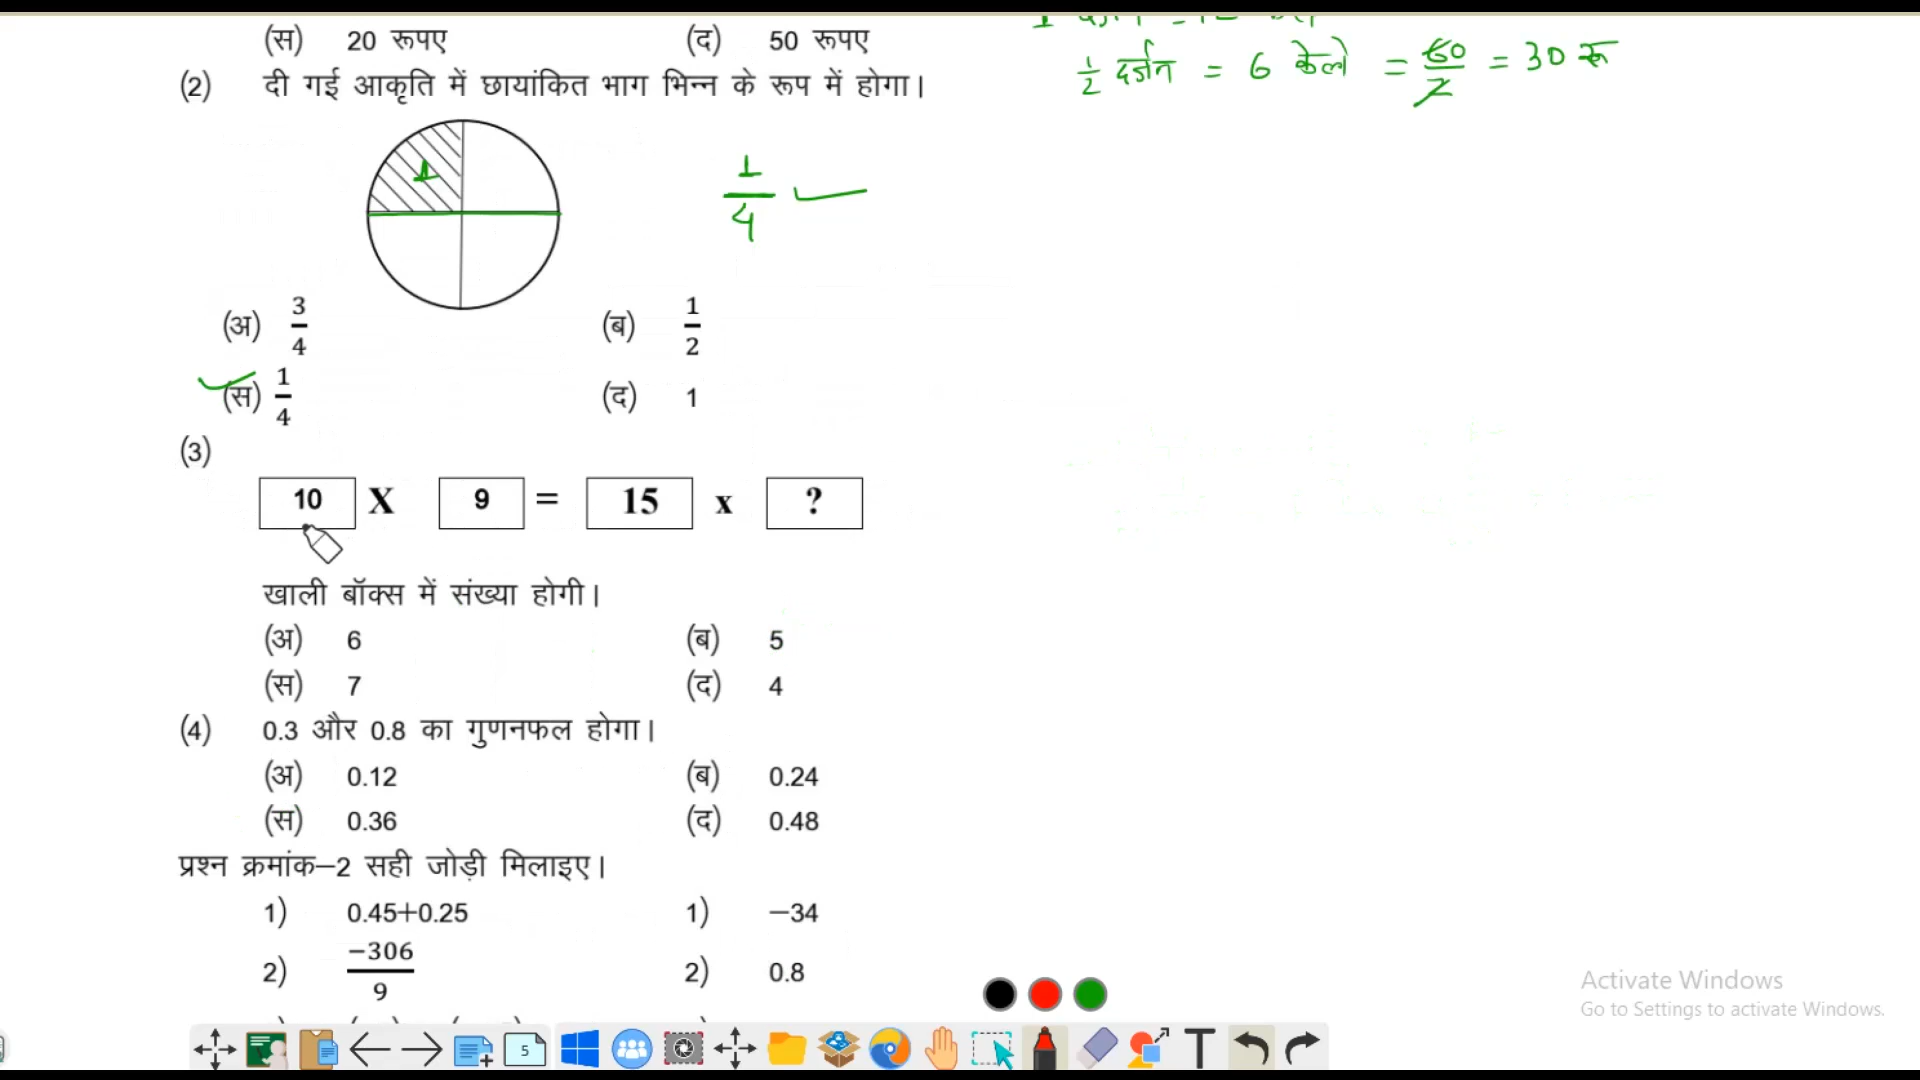 (स) 20 रूपए (द) 50 रूपए
½ दर्जन = 6 केले = 60/2 = 30 रू
(2) दी गई आकृति में छायांकित भाग भिन्न के रूप में होगा।
1
1/4
(अ) 3/4 (ब) 1/2
(स) 1/4 (द) 1
(3)
10 X 9 = 15 x ?
खाली बॉक्स में संख्या होगी।
(अ) 6 (ब) 5
(स) 7 (द) 4
(4) 0.3 और 0.8 का गुणनफल होगा।
(अ) 0.12 (ब) 0.24
(स) 0.36 (द) 0.48
प्रश्न क्रमांक–2 सही जोड़ी मिलाइए।
1) 0.45+0.25 1) –34
2) –306/9 2) 0.8
Activate Windows
Go to Settings to activate Windows.
5
T